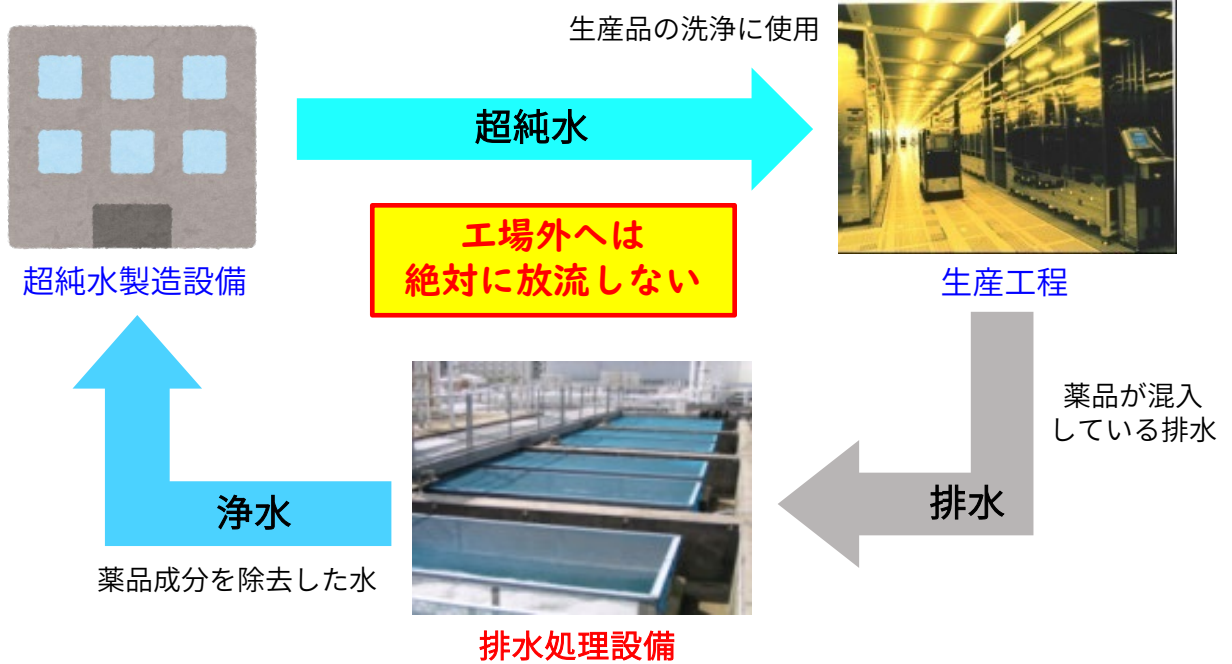 生産品の洗浄に使用
超純水
工場外へは
絶対に放流しない
超純水製造設備
生産工程
薬品が混入
している排水
排水
浄水
薬品成分を除去した水
排水処理設備